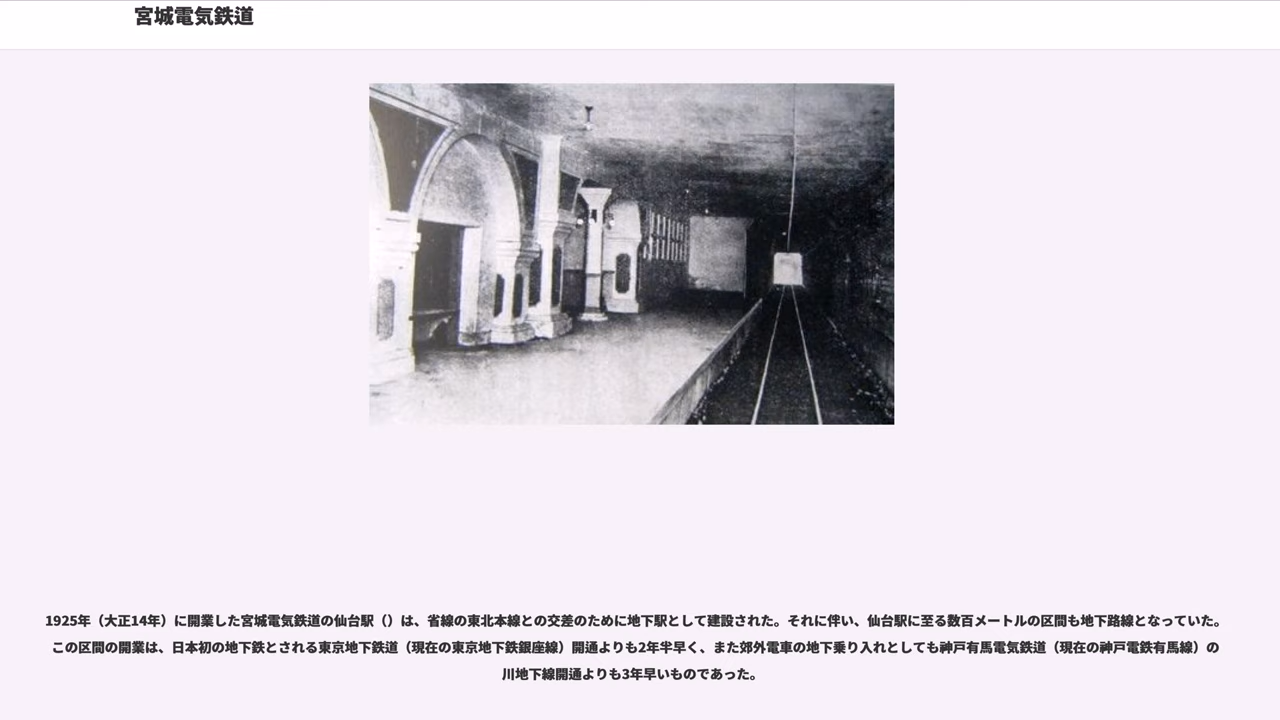 宮城電気鉄道
1925年（大正14年）に開業した宮城電気鉄道の仙台駅（）は、省線の東北本線との交差のために地下駅として建設された。それに伴い、仙台駅に至る数百メートルの区間も地下路線となっていた。
この区間の開業は、日本初の地下鉄とされる東京地下鉄道（現在の東京地下鉄銀座線）開通よりも2年半早く、また郊外電車の地下乗り入れとしても神戸有馬電気鉄道（現在の神戸電鉄有馬線）の
川地下線開通よりも3年早いものであった。